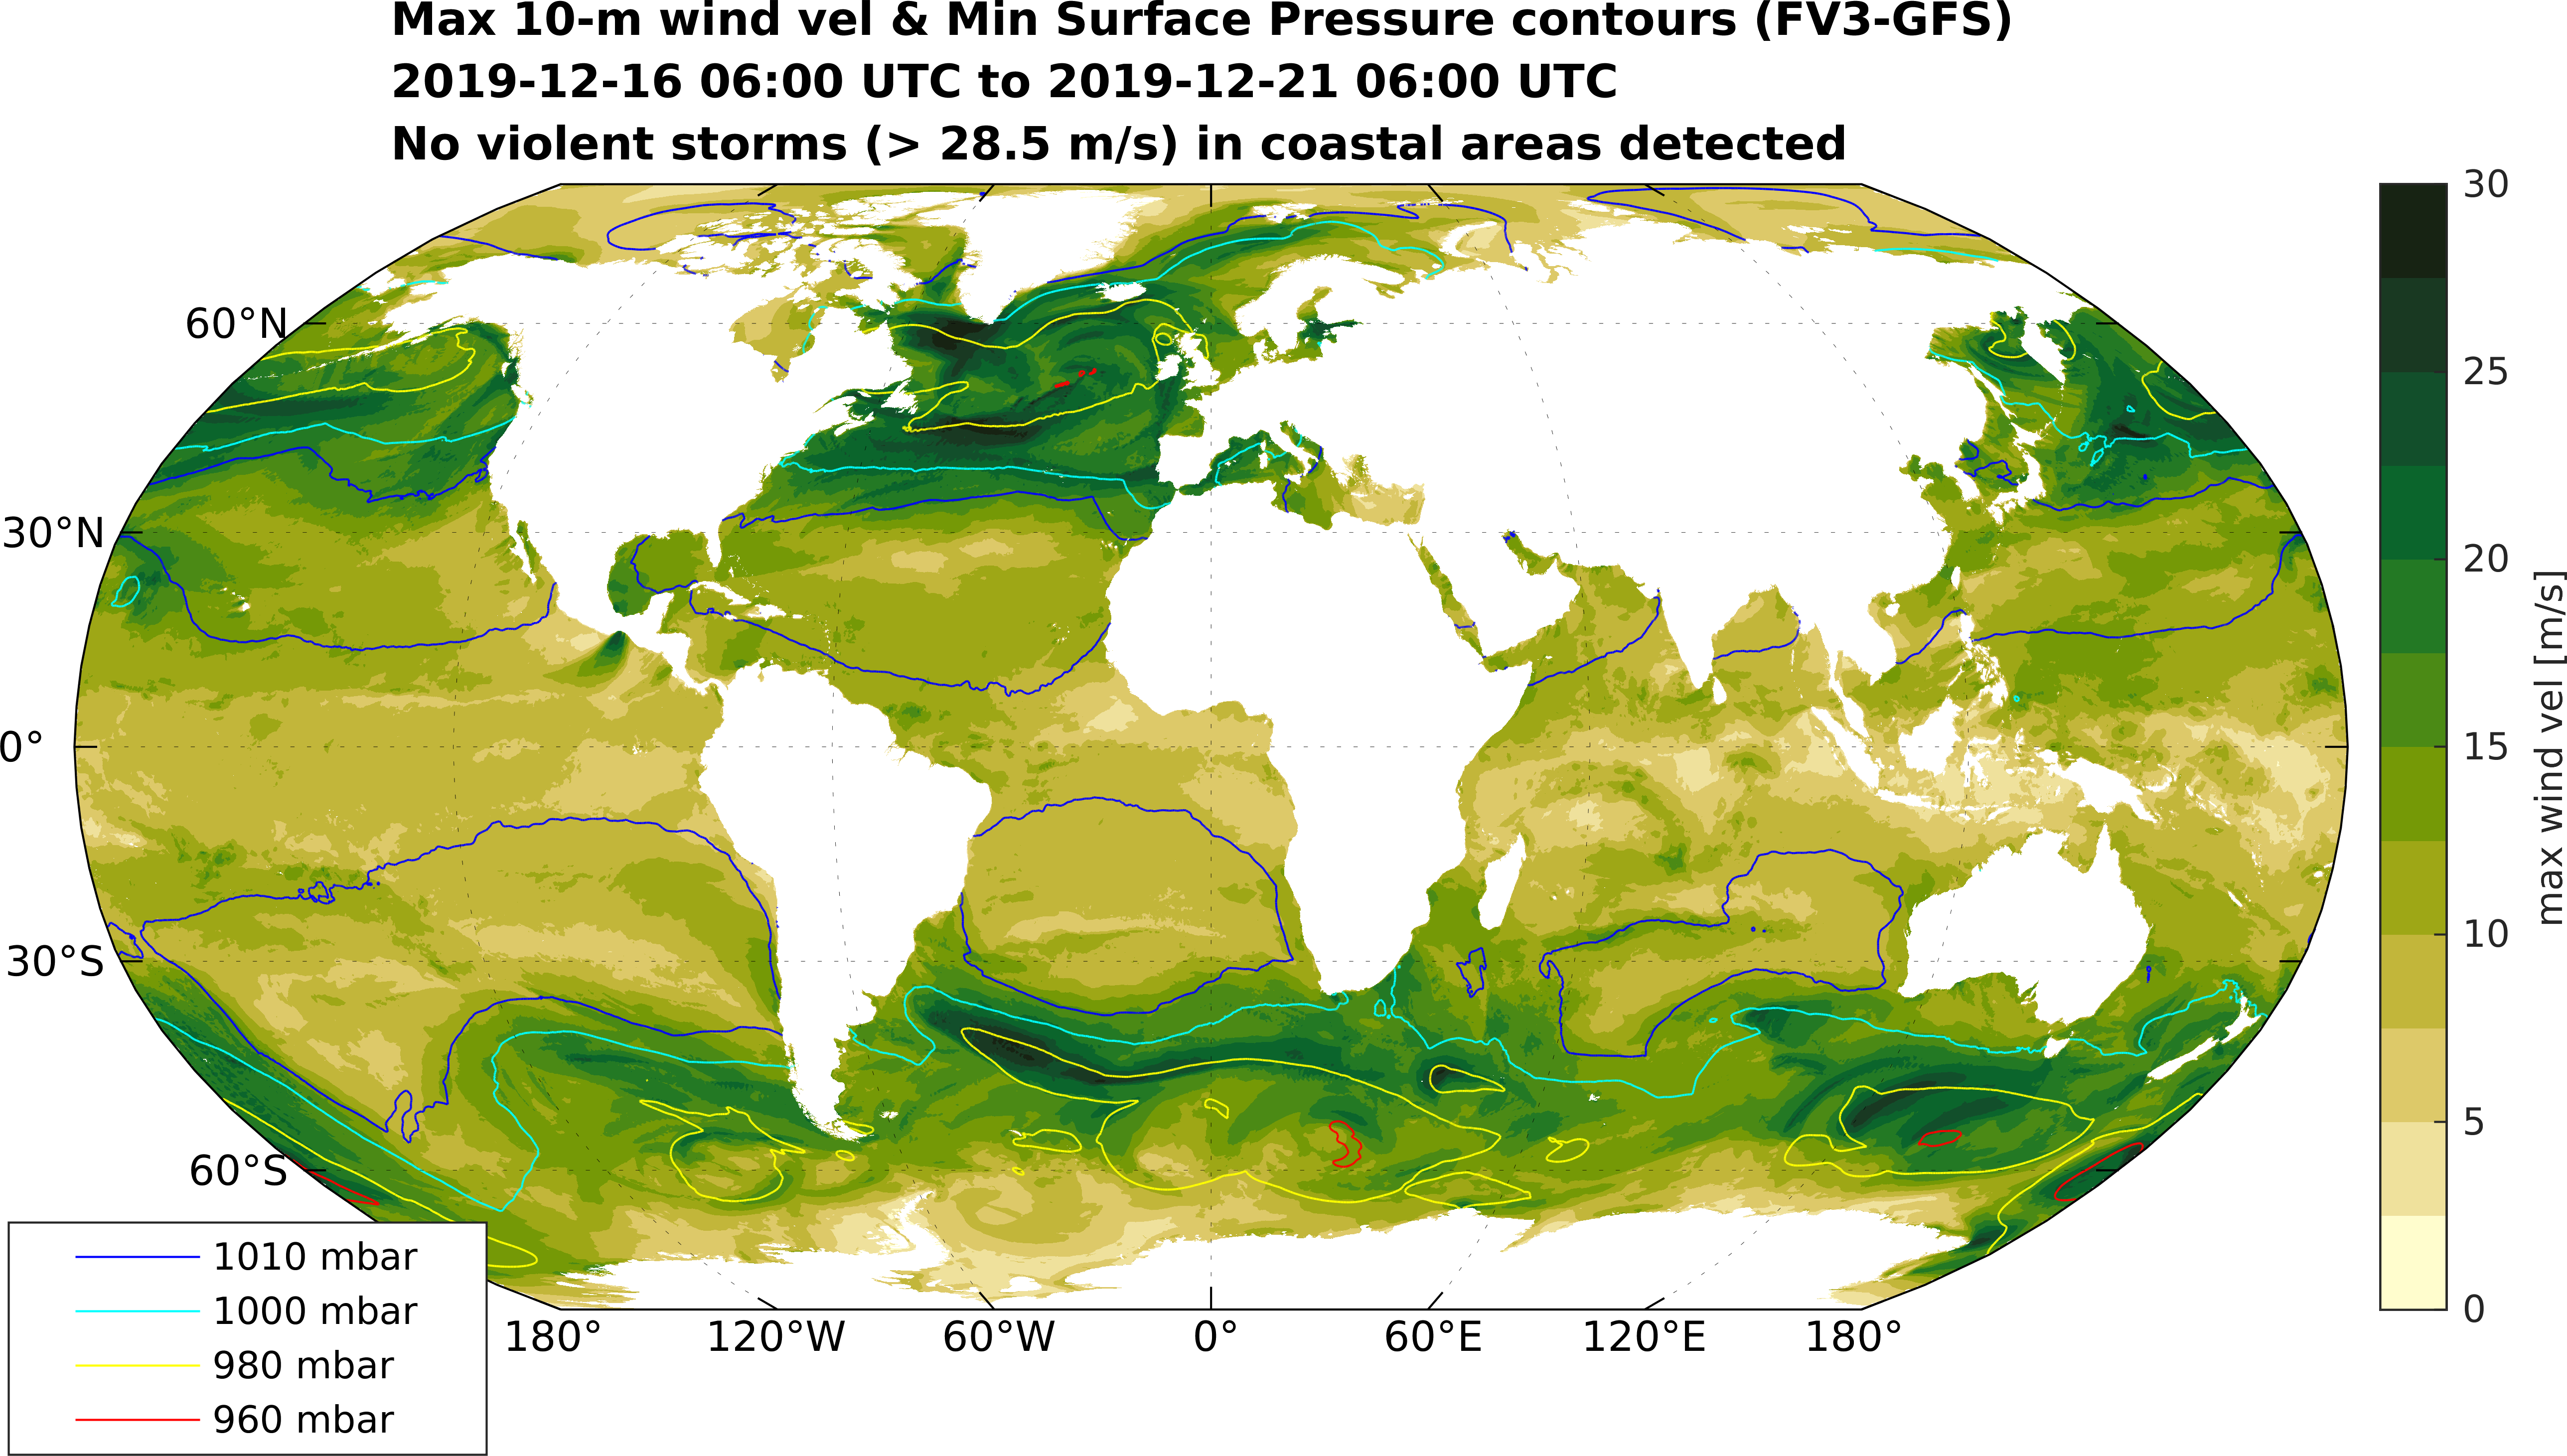 Max 10-m wind vel & Min Surface Pressure contours (FV3-GFS)
2019-12-16 06:00 UTC to 2019-12-21 06:00 UTC
No violent storms (> 28.5 m/s) in coastal areas detected
60°N
30°N
0°
30°S
60°S
180°
120°W
60°W
0°
60°E
120°E
180°
1010 mbar
1000 mbar
980 mbar
960 mbar
30
25
20
15
10
5
0
max wind vel [m/s]